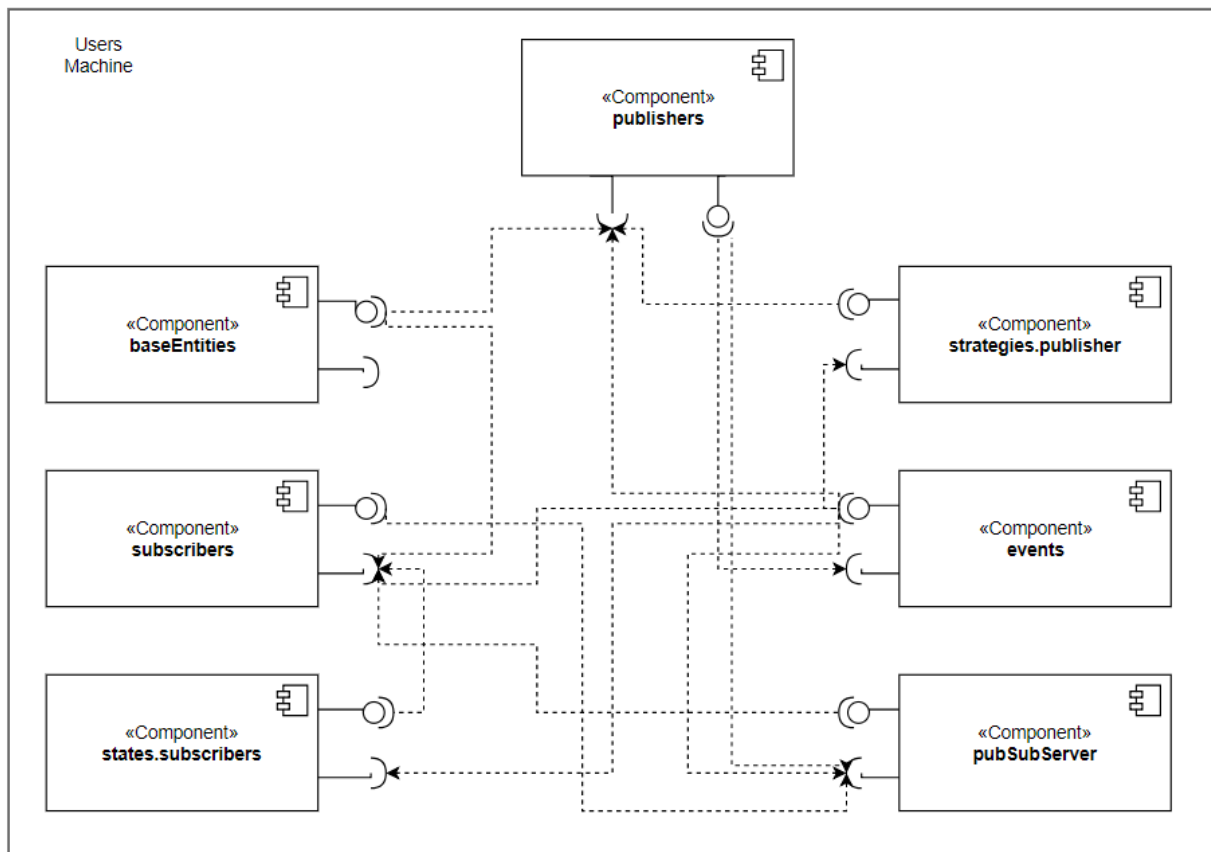 Users
Machine
«Component»
publishers
«Component»
baseEntities
«Component»
strategies.publisher
«Component»
subscribers
«Component»
events
«Component»
states.subscribers
«Component»
pubSubServer